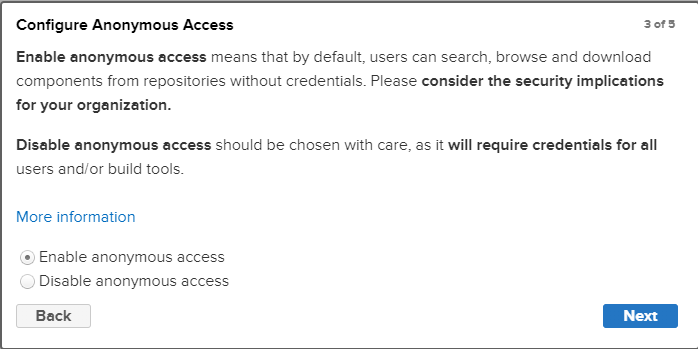 Configure Anonymous Access
3 of 5
Enable anonymous access means that by default, users can search, browse and download
components from repositories without credentials. Please consider the security implications
for your organization.
Disable anonymous access should be chosen with care, as it will require credentials for all
users and/or build tools.
More information
Enable anonymous access
Disable anonymous access
Back
Next